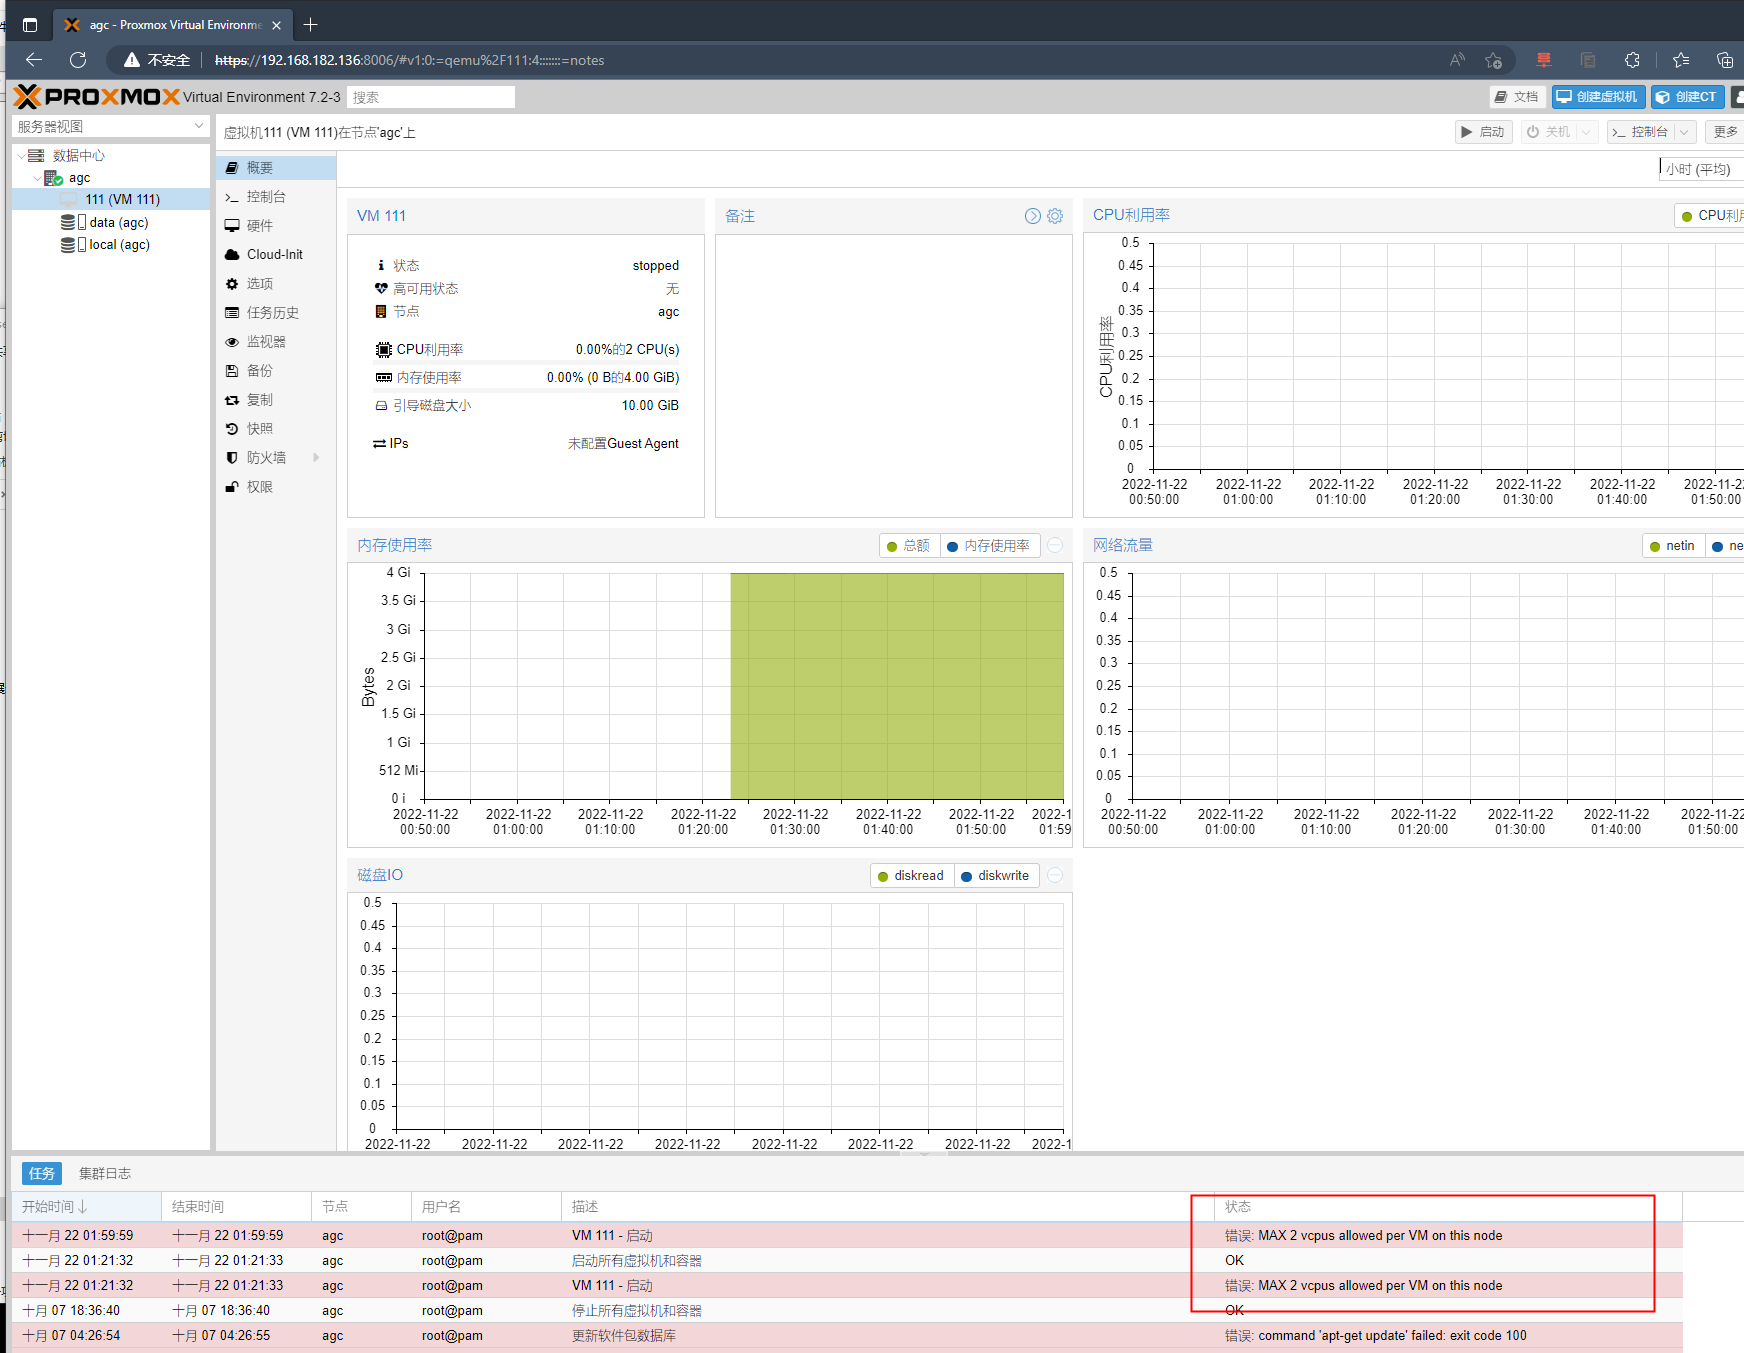 agc - Proxmox Virtual Environme
不安全
https://192.168.182.136:8006/#v1:0:=qemu%2F111:4:::::::=notes
PROXMOX Virtual Environment 7.2-3
搜索
文档
创建虚拟机
创建CT
服务器视图
虚拟机111 (VM 111)在节点'agc'上
启动
关机
控制台
更多
数据中心
agc
111 (VM 111)
data (agc)
local (agc)
概要
控制台
硬件
Cloud-Init
选项
任务历史
监视器
备份
复制
快照
防火墙
权限
小时 (平均)
VM 111
状态 stopped
高可用状态 无
节点 agc
CPU利用率 0.00%的2 CPU(s)
内存使用率 0.00% (0 B的4.00 GiB)
引导磁盘大小 10.00 GiB
IPs 未配置Guest Agent
备注
CPU利用率
CPU利
CPU利用率
0.5
0.45
0.4
0.35
0.3
0.25
0.2
0.15
0.1
0.05
0
2022-11-22 2022-11-22 2022-11-22 2022-11-22 2022-11-22 2022-11-22 2022-11-22
00:50:00 01:00:00 01:10:00 01:20:00 01:30:00 01:40:00 01:50:00
内存使用率
总额 内存使用率
Bytes
4 Gi
3.5 Gi
3 Gi
2.5 Gi
2 Gi
1.5 Gi
1 Gi
512 Mi
0 i
2022-11-22 2022-11-22 2022-11-22 2022-11-22 2022-11-22 2022-11-22 2022-11-22 2022-1
00:50:00 01:00:00 01:10:00 01:20:00 01:30:00 01:40:00 01:50:00 01:59
网络流量
netin ne
0.5
0.45
0.4
0.35
0.3
0.25
0.2
0.15
0.1
0.05
0
2022-11-22 2022-11-22 2022-11-22 2022-11-22 2022-11-22 2022-11-22 2022-11-22
00:50:00 01:00:00 01:10:00 01:20:00 01:30:00 01:40:00 01:50:00
磁盘IO
diskread diskwrite
0.5
0.45
0.4
0.35
0.3
0.25
0.2
0.15
0.1
0.05
0
2022-11-22 2022-11-22 2022-11-22 2022-11-22 2022-11-22 2022-11-22 2022-11-22 2022-1
任务 集群日志
开始时间 结束时间 节点 用户名 描述 状态
十一月 22 01:59:59 十一月 22 01:59:59 agc root@pam VM 111 - 启动 错误: MAX 2 vcpus allowed per VM on this node
十一月 22 01:21:32 十一月 22 01:21:33 agc root@pam 启动所有虚拟机和容器 OK
十一月 22 01:21:32 十一月 22 01:21:33 agc root@pam VM 111 - 启动 错误: MAX 2 vcpus allowed per VM on this node
十月 07 18:36:40 十月 07 18:36:40 agc root@pam 停止所有虚拟机和容器 OK
十月 07 04:26:54 十月 07 04:26:55 agc root@pam 更新软件包数据库 错误: command 'apt-get update' failed: exit code 100